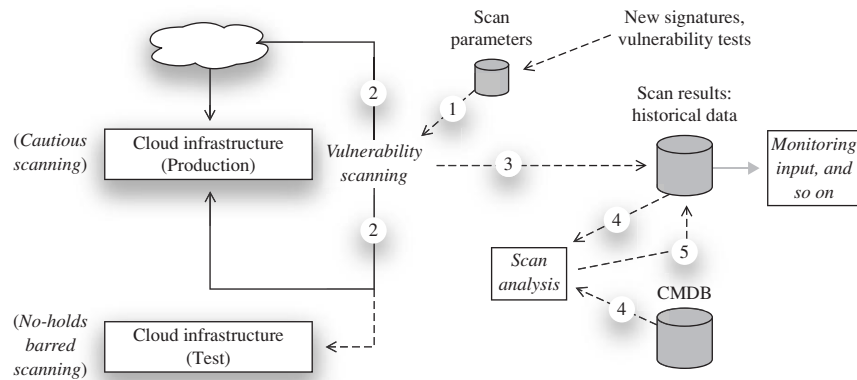 Scan
parameters
New signatures,
vulnerability tests
2
1
Scan results:
historical data
(Cautious
scanning)
Cloud infrastructure
(Production)
Vulnerability
scanning
3
Monitoring
input, and
so on
2
4
5
Scan
analysis
CMDB
4
(No-holds
barred
scanning)
Cloud infrastructure
(Test)